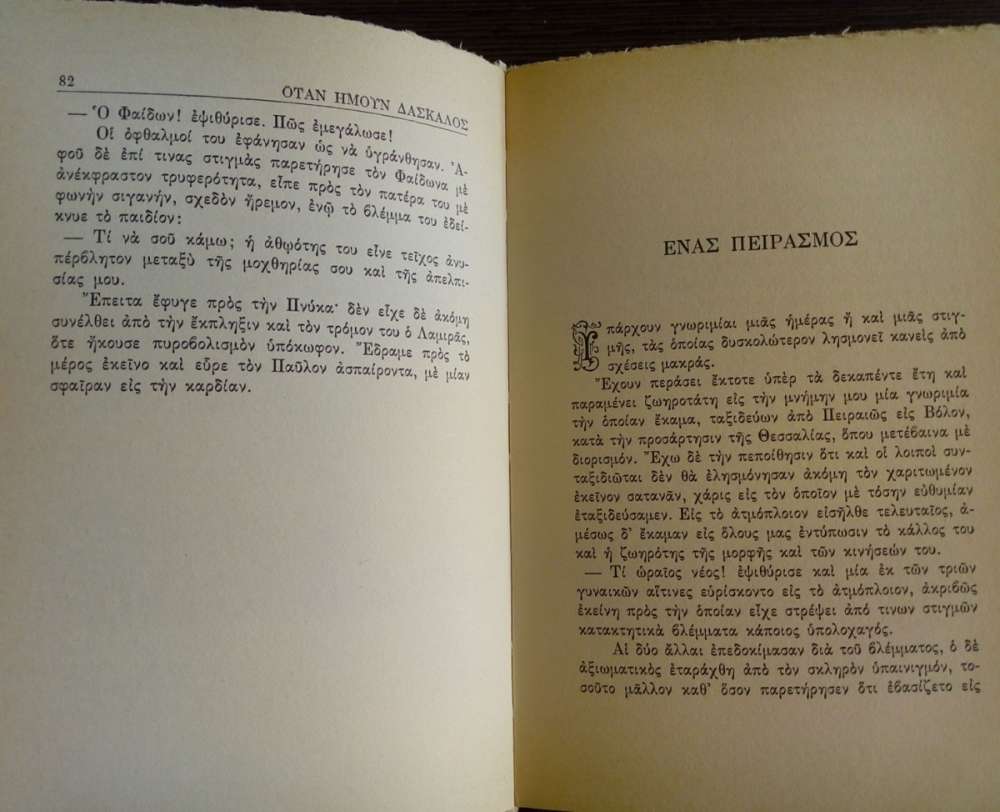 82
ΟΤΑΝ ΗΜΟΥΝ ΔΑΣΚΑΛΟΣ
— Ὁ Φαίδων! ἐψιθύρισε. Πῶς ἐμεγάλωσε!
Οἱ ὀφθαλμοί του ἐφάνησαν ὡς νὰ ὑγράνθησαν. Ἀ-
φοῦ δὲ ἐπί τινας στιγμὰς παρετήρησε τὸν Φαίδωνα μὲ
ἀνέκφραστον τρυφερότητα, εἶπε πρὸς τὸν πατέρα του μὲ
φωνὴν σιγανήν, σχεδὸν ἤρεμον, ἐνῷ τὸ βλέμμα του ἐδεί-
κνυε τὸ παιδίον:
— Τί νὰ σοῦ κάμω; ἡ ἀθῳότης του εἶνε τεῖχος ἀνυ-
πέρβλητον μεταξὺ τῆς μοχθηρίας σου καὶ τῆς ἀπελπι-
σίας μου.
Ἔπειτα ἔφυγε πρὸς τὴν Πνύκα· δὲν εἶχε δὲ ἀκόμη
συνέλθει ἀπὸ τὴν ἔκπληξιν καὶ τὸν τρόμον του ὁ Λαμιρᾶς,
ὅτε ἤκουσε πυροβολισμὸν ὑπόκωφον. Ἔδραμε πρὸς τὸ
μέρος ἐκεῖνο καὶ εὗρε τὸν Παῦλον ἀσπαίροντα, μὲ μίαν
σφαῖραν εἰς τὴν καρδίαν.
ΕΝΑΣ ΠΕΙΡΑΣΜΟΣ
Ὑπάρχουν γνωριμίαι μιᾶς ἡμέρας ἢ καὶ μιᾶς στιγ-
μῆς, τὰς ὁποίας δυσκολώτερον λησμονεῖ κανεὶς ἀπὸ
σχέσεις μακράς.
Ἔχουν περάσει ἔκτοτε ὑπὲρ τὰ δεκαπέντε ἔτη καὶ
παραμένει ζωηροτάτη εἰς τὴν μνήμην μου μία γνωριμία
τὴν ὁποίαν ἔκαμα, ταξιδεύων ἀπὸ Πειραιῶς εἰς Βόλον,
κατὰ τὴν προσάρτησιν τῆς Θεσσαλίας, ὅπου μετέβαινα μὲ
διορισμόν. Ἔχω δὲ τὴν πεποίθησιν ὅτι καὶ οἱ λοιποὶ συν-
ταξιδιῶται δὲν θὰ ἐλησμόνησαν ἀκόμη τὸν χαριτωμένον
ἐκεῖνον σατανᾶν, χάρις εἰς τὸν ὁποῖον μὲ τόσην εὐθυμίαν
ἐταξιδεύσαμεν. Εἰς τὸ ἀτμόπλοιον εἰσῆλθε τελευταῖος, ἀ-
μέσως δ' ἔκαμαν εἰς ὅλους μας ἐντύπωσιν τὸ κάλλος του
καὶ ἡ ζωηρότης τῆς μορφῆς καὶ τῶν κινήσεών του.
— Τί ὡραῖος νέος! ἐψιθύρισε καὶ μία ἐκ τῶν τριῶν
γυναικῶν αἵτινες εὑρίσκοντο εἰς τὸ ἀτμόπλοιον, ἀκριβῶς
ἐκείνη πρὸς τὴν ὁποίαν εἶχε στρέψει ἀπό τινων στιγμῶν
κατακτητικὰ βλέμματα κάποιος ὑπολοχαγός.
Αἱ δύο ἄλλαι ἐπεδοκίμασαν διὰ τοῦ βλέμματος, ὁ δὲ
ἀξιωματικὸς ἐταράχθη ἀπὸ τὸν σκληρὸν ὑπαινιγμόν, το-
σοῦτο μᾶλλον καθ' ὅσον παρετήρησεν ὅτι ἐβασίζετο εἰς